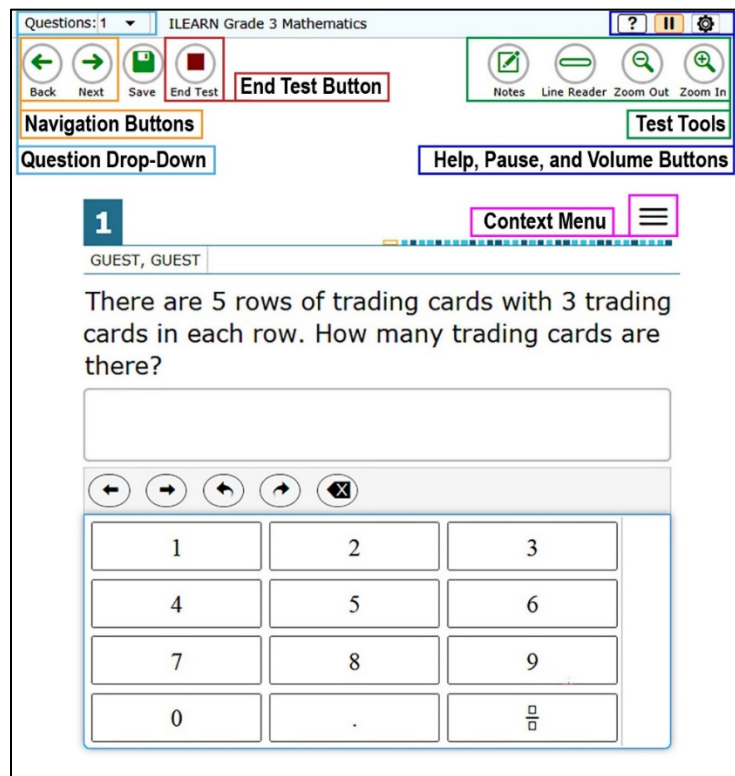 Questions: 1 ILEARN Grade 3 Mathematics ?
Back Next Save End Test End Test Button Notes Line Reader Zoom Out Zoom In
Navigation Buttons Test Tools
Question Drop-Down Help, Pause, and Volume Buttons
1 Context Menu
GUEST, GUEST
There are 5 rows of trading cards with 3 trading
cards in each row. How many trading cards are
there?
1 2 3
4 5 6
7 8 9
0 .